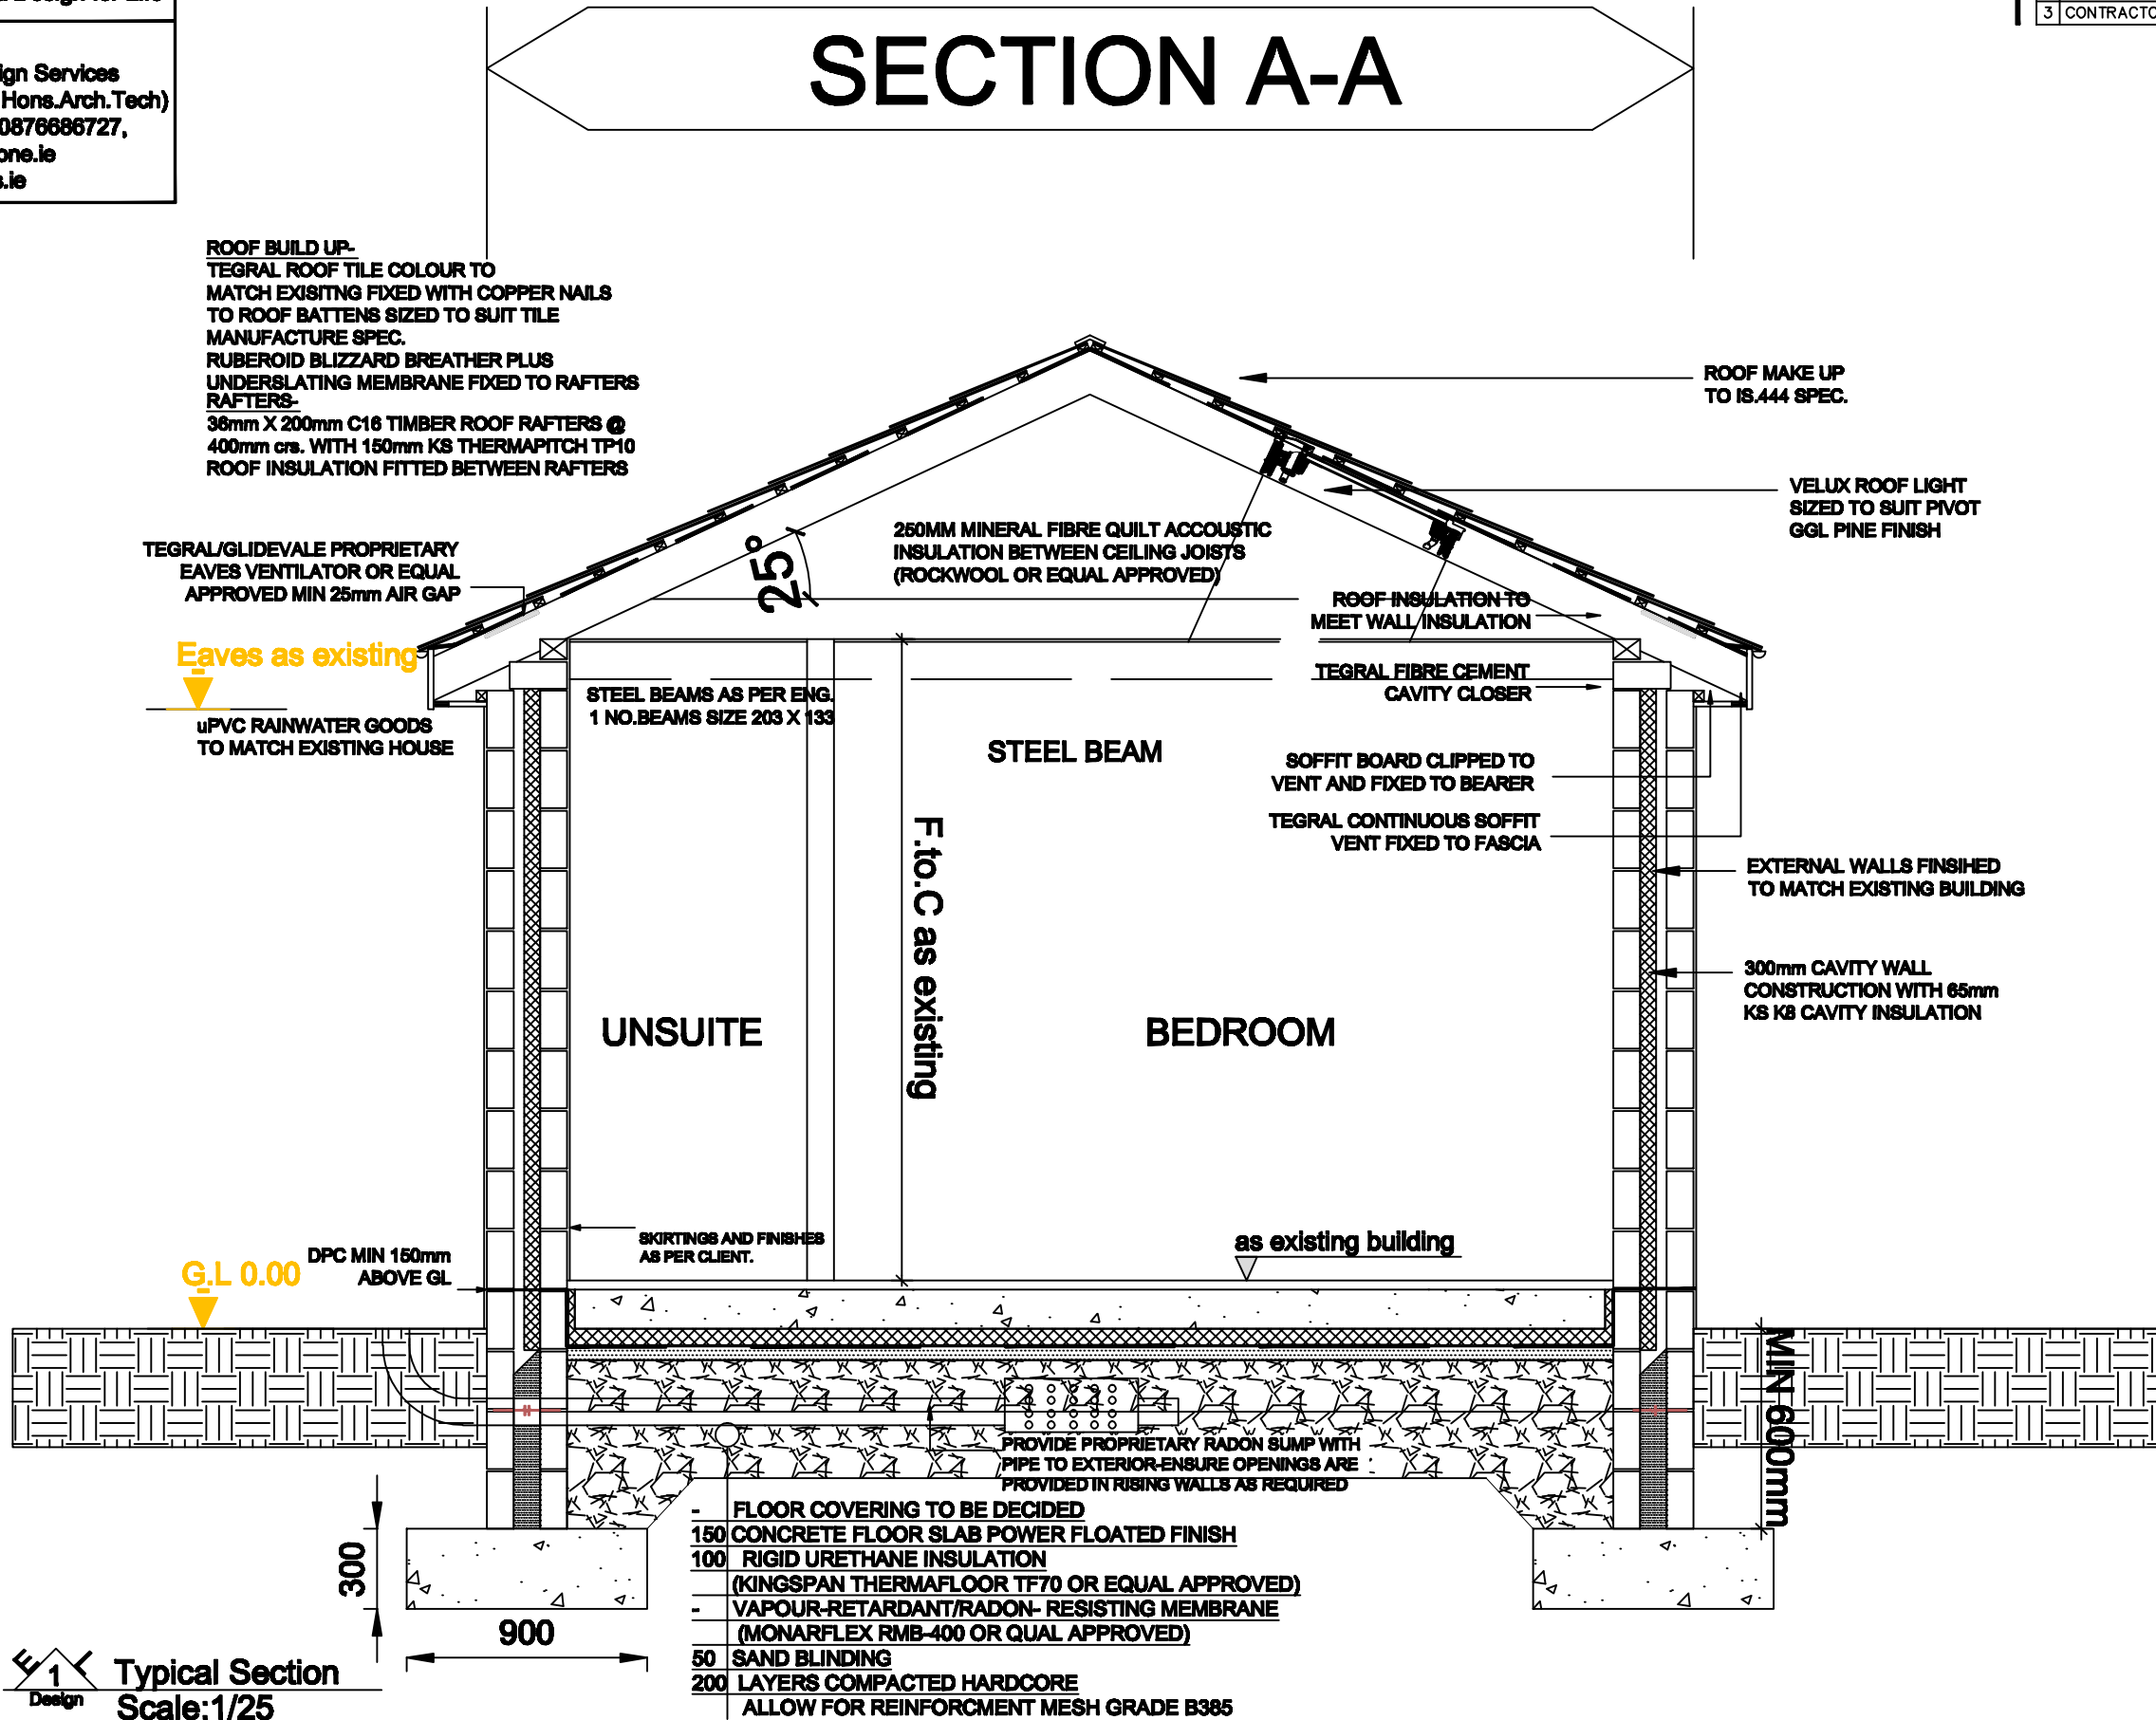 ign Services
Hons.Arch.Tech)
0876686727,
one.ie
s.ie
3 CONTRACTO
SECTION A-A
ROOF BUILD UP-
TEGRAL ROOF TILE COLOUR TO
MATCH EXISITNG FIXED WITH COPPER NAILS
TO ROOF BATTENS SIZED TO SUIT TILE
MANUFACTURE SPEC.
RUBEROID BLIZZARD BREATHER PLUS
UNDERSLATING MEMBRANE FIXED TO RAFTERS
RAFTERS-
36mm X 200mm C16 TIMBER ROOF RAFTERS @
400mm crs. WITH 150mm KS THERMAPITCH TP10
ROOF INSULATION FITTED BETWEEN RAFTERS
ROOF MAKE UP
TO IS.444 SPEC.
VELUX ROOF LIGHT
SIZED TO SUIT PIVOT
GGL PINE FINISH
TEGRAL/GLIDEVALE PROPRIETARY
EAVES VENTILATOR OR EQUAL
APPROVED MIN 25mm AIR GAP
25°
250MM MINERAL FIBRE QUILT ACCOUSTIC
INSULATION BETWEEN CEILING JOISTS
(ROCKWOOL OR EQUAL APPROVED)
ROOF INSULATION TO
MEET WALL INSULATION
Eaves as existing
uPVC RAINWATER GOODS
TO MATCH EXISTING HOUSE
STEEL BEAMS AS PER ENG.
1 NO.BEAMS SIZE 203 X 133
TEGRAL FIBRE CEMENT
CAVITY CLOSER
STEEL BEAM
SOFFIT BOARD CLIPPED TO
VENT AND FIXED TO BEARER
TEGRAL CONTINUOUS SOFFIT
VENT FIXED TO FASCIA
EXTERNAL WALLS FINSIHED
TO MATCH EXISTING BUILDING
300mm CAVITY WALL
CONSTRUCTION WITH 65mm
KS K8 CAVITY INSULATION
F.to.C as existing
UNSUITE
BEDROOM
SKIRTINGS AND FINISHES
AS PER CLIENT.
as existing building
DPC MIN 150mm
ABOVE GL
G.L 0.00
MIN 600mm
PROVIDE PROPRIETARY RADON SUMP WITH
PIPE TO EXTERIOR-ENSURE OPENINGS ARE
PROVIDED IN RISING WALLS AS REQUIRED
- FLOOR COVERING TO BE DECIDED
150 CONCRETE FLOOR SLAB POWER FLOATED FINISH
100 RIGID URETHANE INSULATION
(KINGSPAN THERMAFLOOR TF70 OR EQUAL APPROVED)
- VAPOUR-RETARDANT/RADON- RESISTING MEMBRANE
(MONARFLEX RMB-400 OR QUAL APPROVED)
50 SAND BLINDING
200 LAYERS COMPACTED HARDCORE
ALLOW FOR REINFORCMENT MESH GRADE B385
300
900
E 1
Design
Typical Section
Scale:1/25